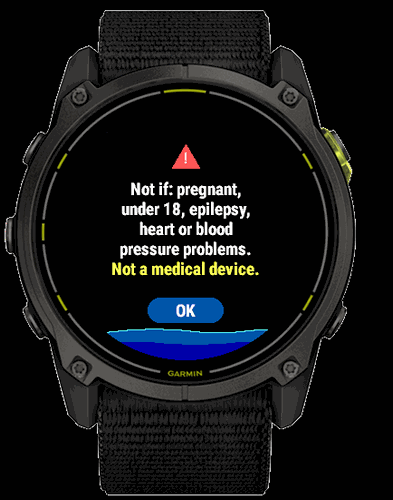 !
Not if: pregnant,
under 18, epilepsy,
heart or blood
pressure problems.
Not a medical device.
OK
GARMIN